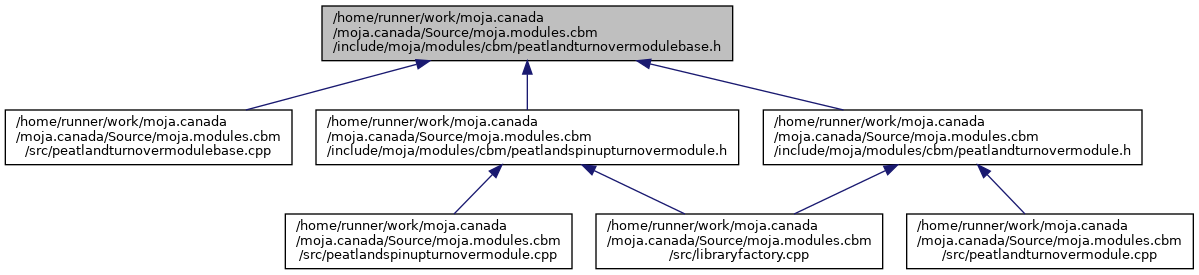 /home/runner/work/moja.canada
/moja.canada/Source/moja.modules.cbm
/include/moja/modules/cbm/peatlandturnovermodulebase.h
/home/runner/work/moja.canada
/moja.canada/Source/moja.modules.cbm
/src/peatlandturnovermodulebase.cpp
/home/runner/work/moja.canada
/moja.canada/Source/moja.modules.cbm
/include/moja/modules/cbm/peatlandspinupturnovermodule.h
/home/runner/work/moja.canada
/moja.canada/Source/moja.modules.cbm
/include/moja/modules/cbm/peatlandturnovermodule.h
/home/runner/work/moja.canada
/moja.canada/Source/moja.modules.cbm
/src/peatlandspinupturnovermodule.cpp
/home/runner/work/moja.canada
/moja.canada/Source/moja.modules.cbm
/src/libraryfactory.cpp
/home/runner/work/moja.canada
/moja.canada/Source/moja.modules.cbm
/src/peatlandturnovermodule.cpp